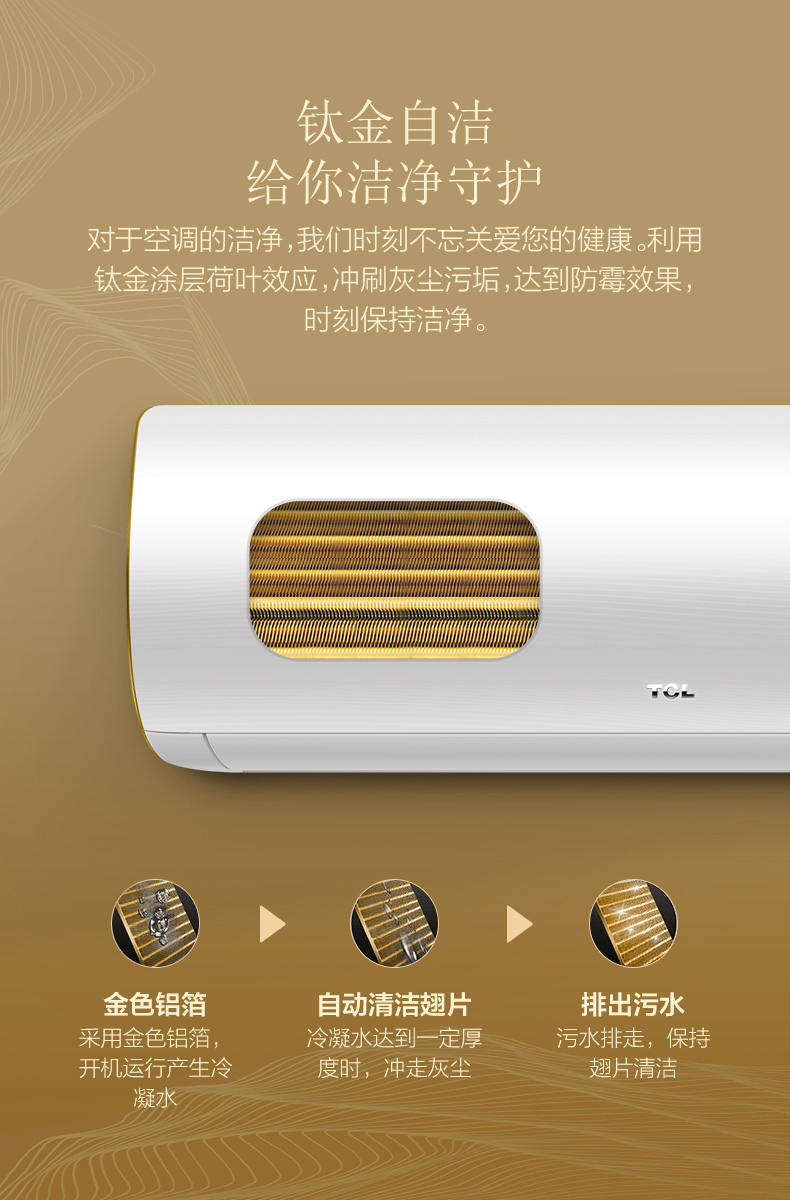 钛金自洁
给你洁净守护
对于空调的洁净,我们时刻不忘关爱您的健康。利用
钛金涂层荷叶效应,冲刷灰尘污垢,达到防霉效果,
时刻保持洁净。
TCL
金色铝箔
采用金色铝箔,
开机运行产生冷
凝水
自动清洁翅片
冷凝水达到一定厚
度时，冲走灰尘
排出污水
污水排走，保持
翅片清洁